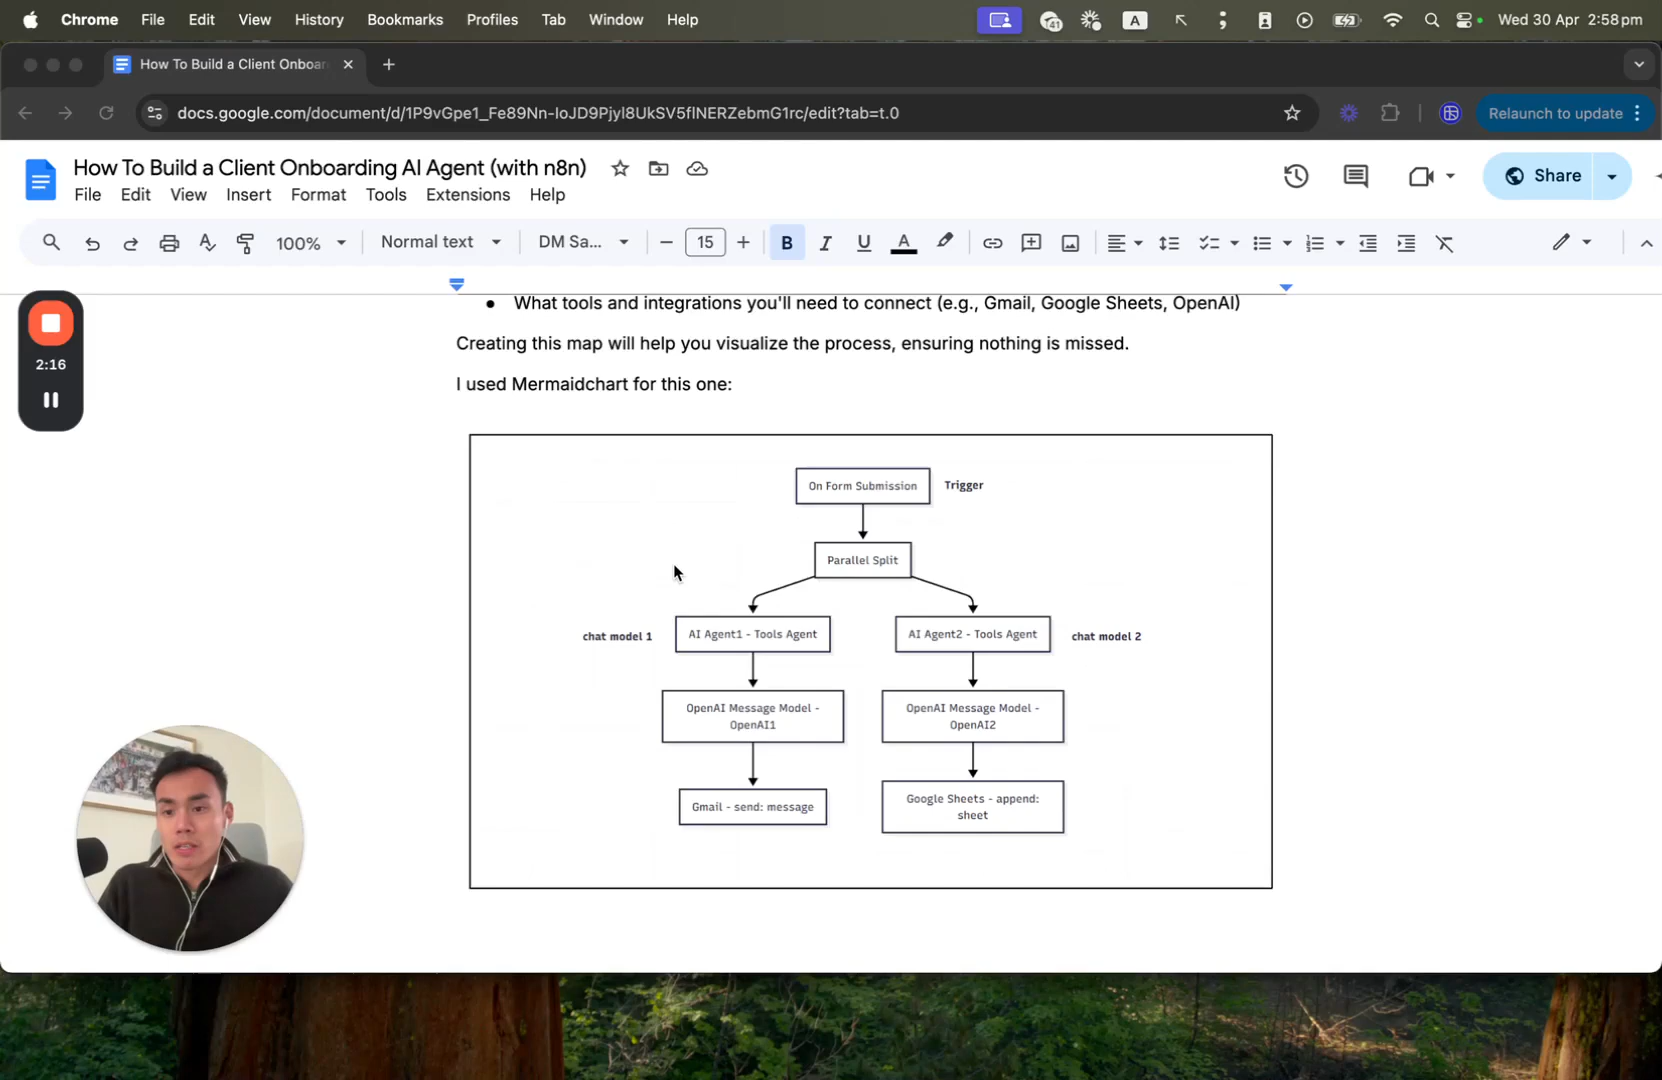 Chrome File Edit View History Bookmarks Profiles Tab Window Help
41
A
Wed 30 Apr 2:58 pm
How To Build a Client Onboar
docs.google.com/document/d/1P9vGpe1_Fe89Nn-IoJD9Pjyl8UkSV5flNERZebmG1rc/edit?tab=t.0
Relaunch to update
How To Build a Client Onboarding AI Agent (with n8n)
File Edit View Insert Format Tools Extensions Help
Share
100%
Normal text
DM Sa...
15
B
I
U
A
2:16
● What tools and integrations you'll need to connect (e.g., Gmail, Google Sheets, OpenAI)
Creating this map will help you visualize the process, ensuring nothing is missed.
I used Mermaidchart for this one:
On Form Submission
Trigger
Parallel Split
chat model 1
AI Agent1 - Tools Agent
AI Agent2 - Tools Agent
chat model 2
OpenAI Message Model -
OpenAI1
OpenAI Message Model -
OpenAI2
Gmail - send: message
Google Sheets - append:
sheet